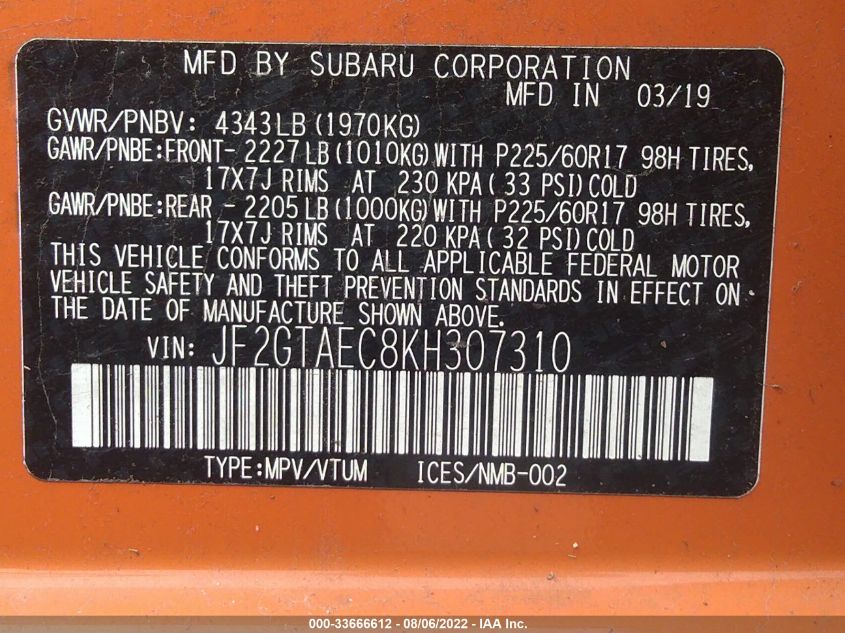 MFD BY SUBARU CORPORATION
MFD IN 03/19
GVWR/PNBV: 4343LB (1970KG)
GAWR/PNBE:FRONT- 2227 LB (1010KG) WITH P225/60R17 98H TIRES,
17X7J RIMS AT 230 KPA ( 33 PSI) COLD
GAWR/PNBE:REAR - 2205 LB (1000KG) WITH P225/60R17 98H TIRES,
17X7J RIMS AT 220 KPA ( 32 PSI) COLD
THIS VEHICLE CONFORMS TO ALL APPLICABLE FEDERAL MOTOR
VEHICLE SAFETY AND THEFT PREVENTION STANDARDS IN EFFECT ON
THE DATE OF MANUFACTURE SHOWN ABOVE.
VIN: JF2GTAEC8KH307310
TYPE:MPV/VTUM ICES/NMB-002
000-33666612 - 08/06/2022 - IAA Inc.